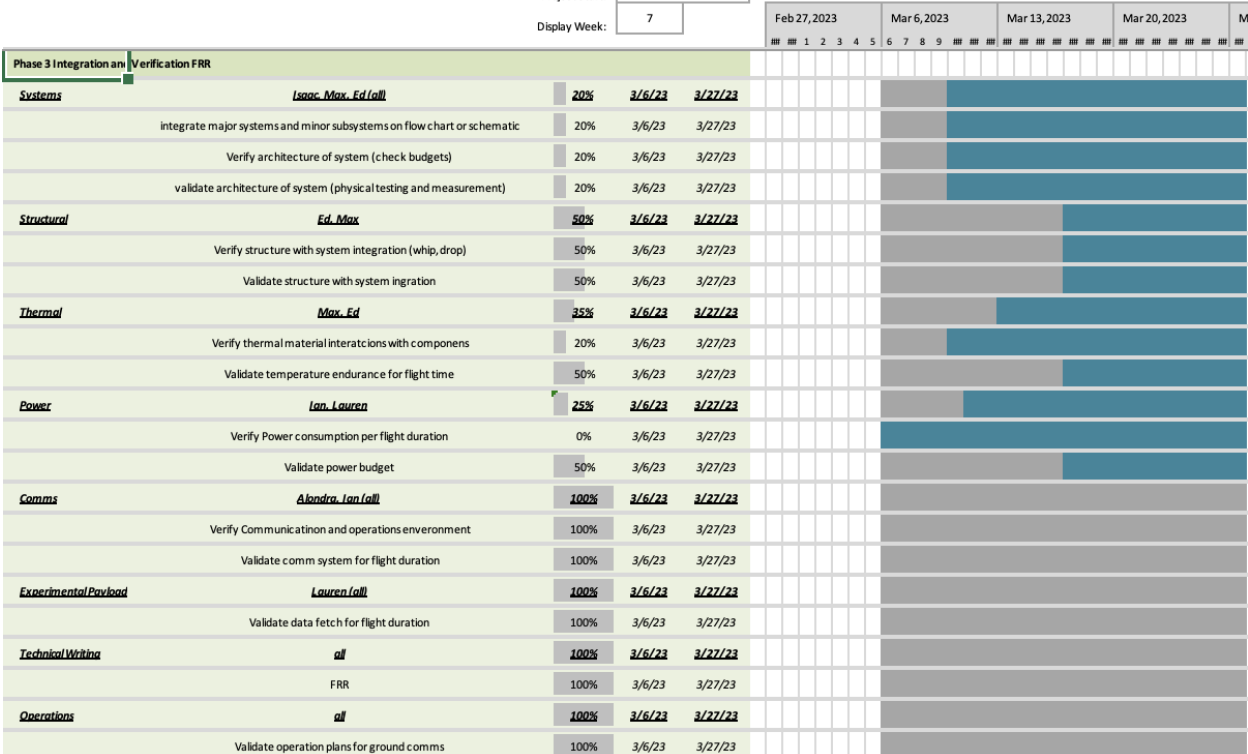 Display Week: 7
Feb 27, 2023 Mar 6, 2023 Mar 13, 2023 Mar 20, 2023 M
## ## 1 2 3 4 5 6 7 8 9 ## ## ## ## ## ## ## ## ## ## ## ## ## ## ## ## ## ##
Phase 3 Integration and Verification FRR
Systems Isaac, Max, Ed (all) 20% 3/6/23 3/27/23
integrate major systems and minor subsystems on flow chart or schematic 20% 3/6/23 3/27/23
Verify architecture of system (check budgets) 20% 3/6/23 3/27/23
validate architecture of system (physical testing and measurement) 20% 3/6/23 3/27/23
Structural Ed, Max 50% 3/6/23 3/27/23
Verify structure with system integration (whip, drop) 50% 3/6/23 3/27/23
Validate structure with system ingration 50% 3/6/23 3/27/23
Thermal Max, Ed 35% 3/6/23 3/27/23
Verify thermal material interatcions with componens 20% 3/6/23 3/27/23
Validate temperature endurance for flight time 50% 3/6/23 3/27/23
Power Ian, Lauren 25% 3/6/23 3/27/23
Verify Power consumption per flight duration 0% 3/6/23 3/27/23
Validate power budget 50% 3/6/23 3/27/23
Comms Alondra, Ian (all) 100% 3/6/23 3/27/23
Verify Communicatinon and operations enveronment 100% 3/6/23 3/27/23
Validate comm system for flight duration 100% 3/6/23 3/27/23
Experimental Payload Lauren (all) 100% 3/6/23 3/27/23
Validate data fetch for flight duration 100% 3/6/23 3/27/23
Technical Writing all 100% 3/6/23 3/27/23
FRR 100% 3/6/23 3/27/23
Operations all 100% 3/6/23 3/27/23
Validate operation plans for ground comms 100% 3/6/23 3/27/23